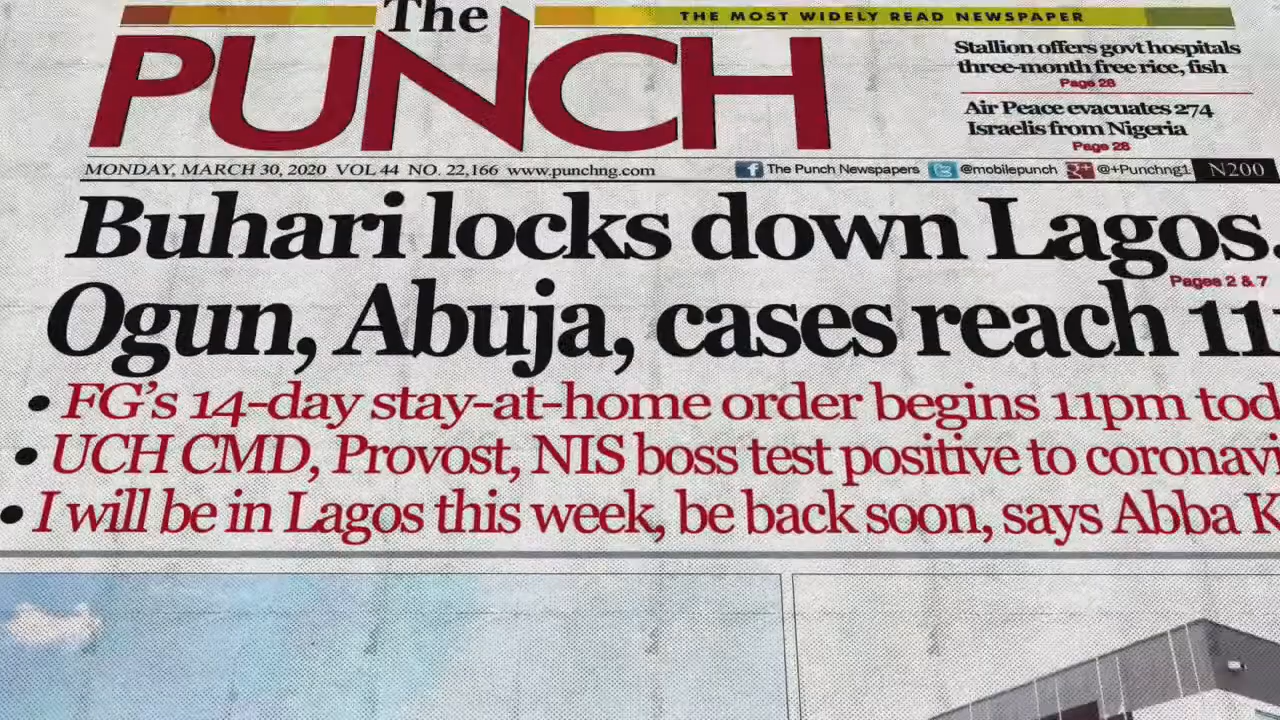 The
PUNCH
THE MOST WIDELY READ NEWSPAPER
Stallion offers govt hospitals
three-month free rice, fish
Page 28
Air Peace evacuates 274
Israelis from Nigeria
Page 28
MONDAY, MARCH 30, 2020 VOL 44 NO. 22,166 www.punchng.com
The Punch Newspapers @mobilepunch @+Punchng1 N200
Buhari locks down Lagos
Pages 2 & 7
Ogun, Abuja, cases reach
• FG's 14-day stay-at-home order begins 11pm
• UCH CMD, Provost, NIS boss test positive to
• I will be in Lagos this week, be back soon, says Abba